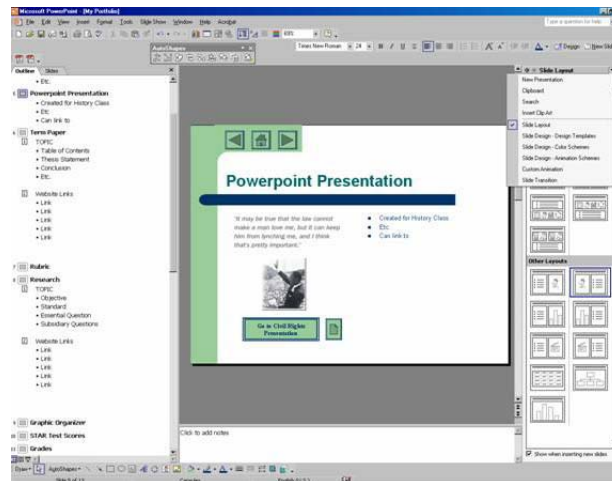 Microsoft PowerPoint - [My Portfolio]
File Edit View Insert Format Tools Slide Show Window Help Acrobat
Type a question for help
48%
Times New Roman 24 B I U S Design New Slide
AutoShapes
Outline Slides
Slide Layout
New Presentation
Clipboard
Search
Insert Clip Art
Slide Layout
Slide Design - Design Templates
Slide Design - Color Schemes
Slide Design - Animation Schemes
Custom Animation
Slide Transition
Other Layouts
Show when inserting new slides
• Etc.
Powerpoint Presentation
• Created for History Class
• Etc
• Can link to
6 Term Paper
TOPIC
• Table of Contents
• Thesis Statement
• Conclusion
• Etc.
Website Links
• Link
• Link
• Link
• Link
• Link
7 Rubric
Research
TOPIC
• Objective
• Standard
• Essential Question
• Subsidiary Questions
Website Links
• Link
• Link
• Link
• Link
• Link
Graphic Organizer
STAR Test Scores
Grades
Powerpoint Presentation
"It may be true that the law cannot
make a man love me, but it can keep
him from lynching me, and I think
that's pretty important."
• Created for History Class
• Etc
• Can link to
Go to Civil Rights
Presentation
Click to add notes
Draw AutoShapes